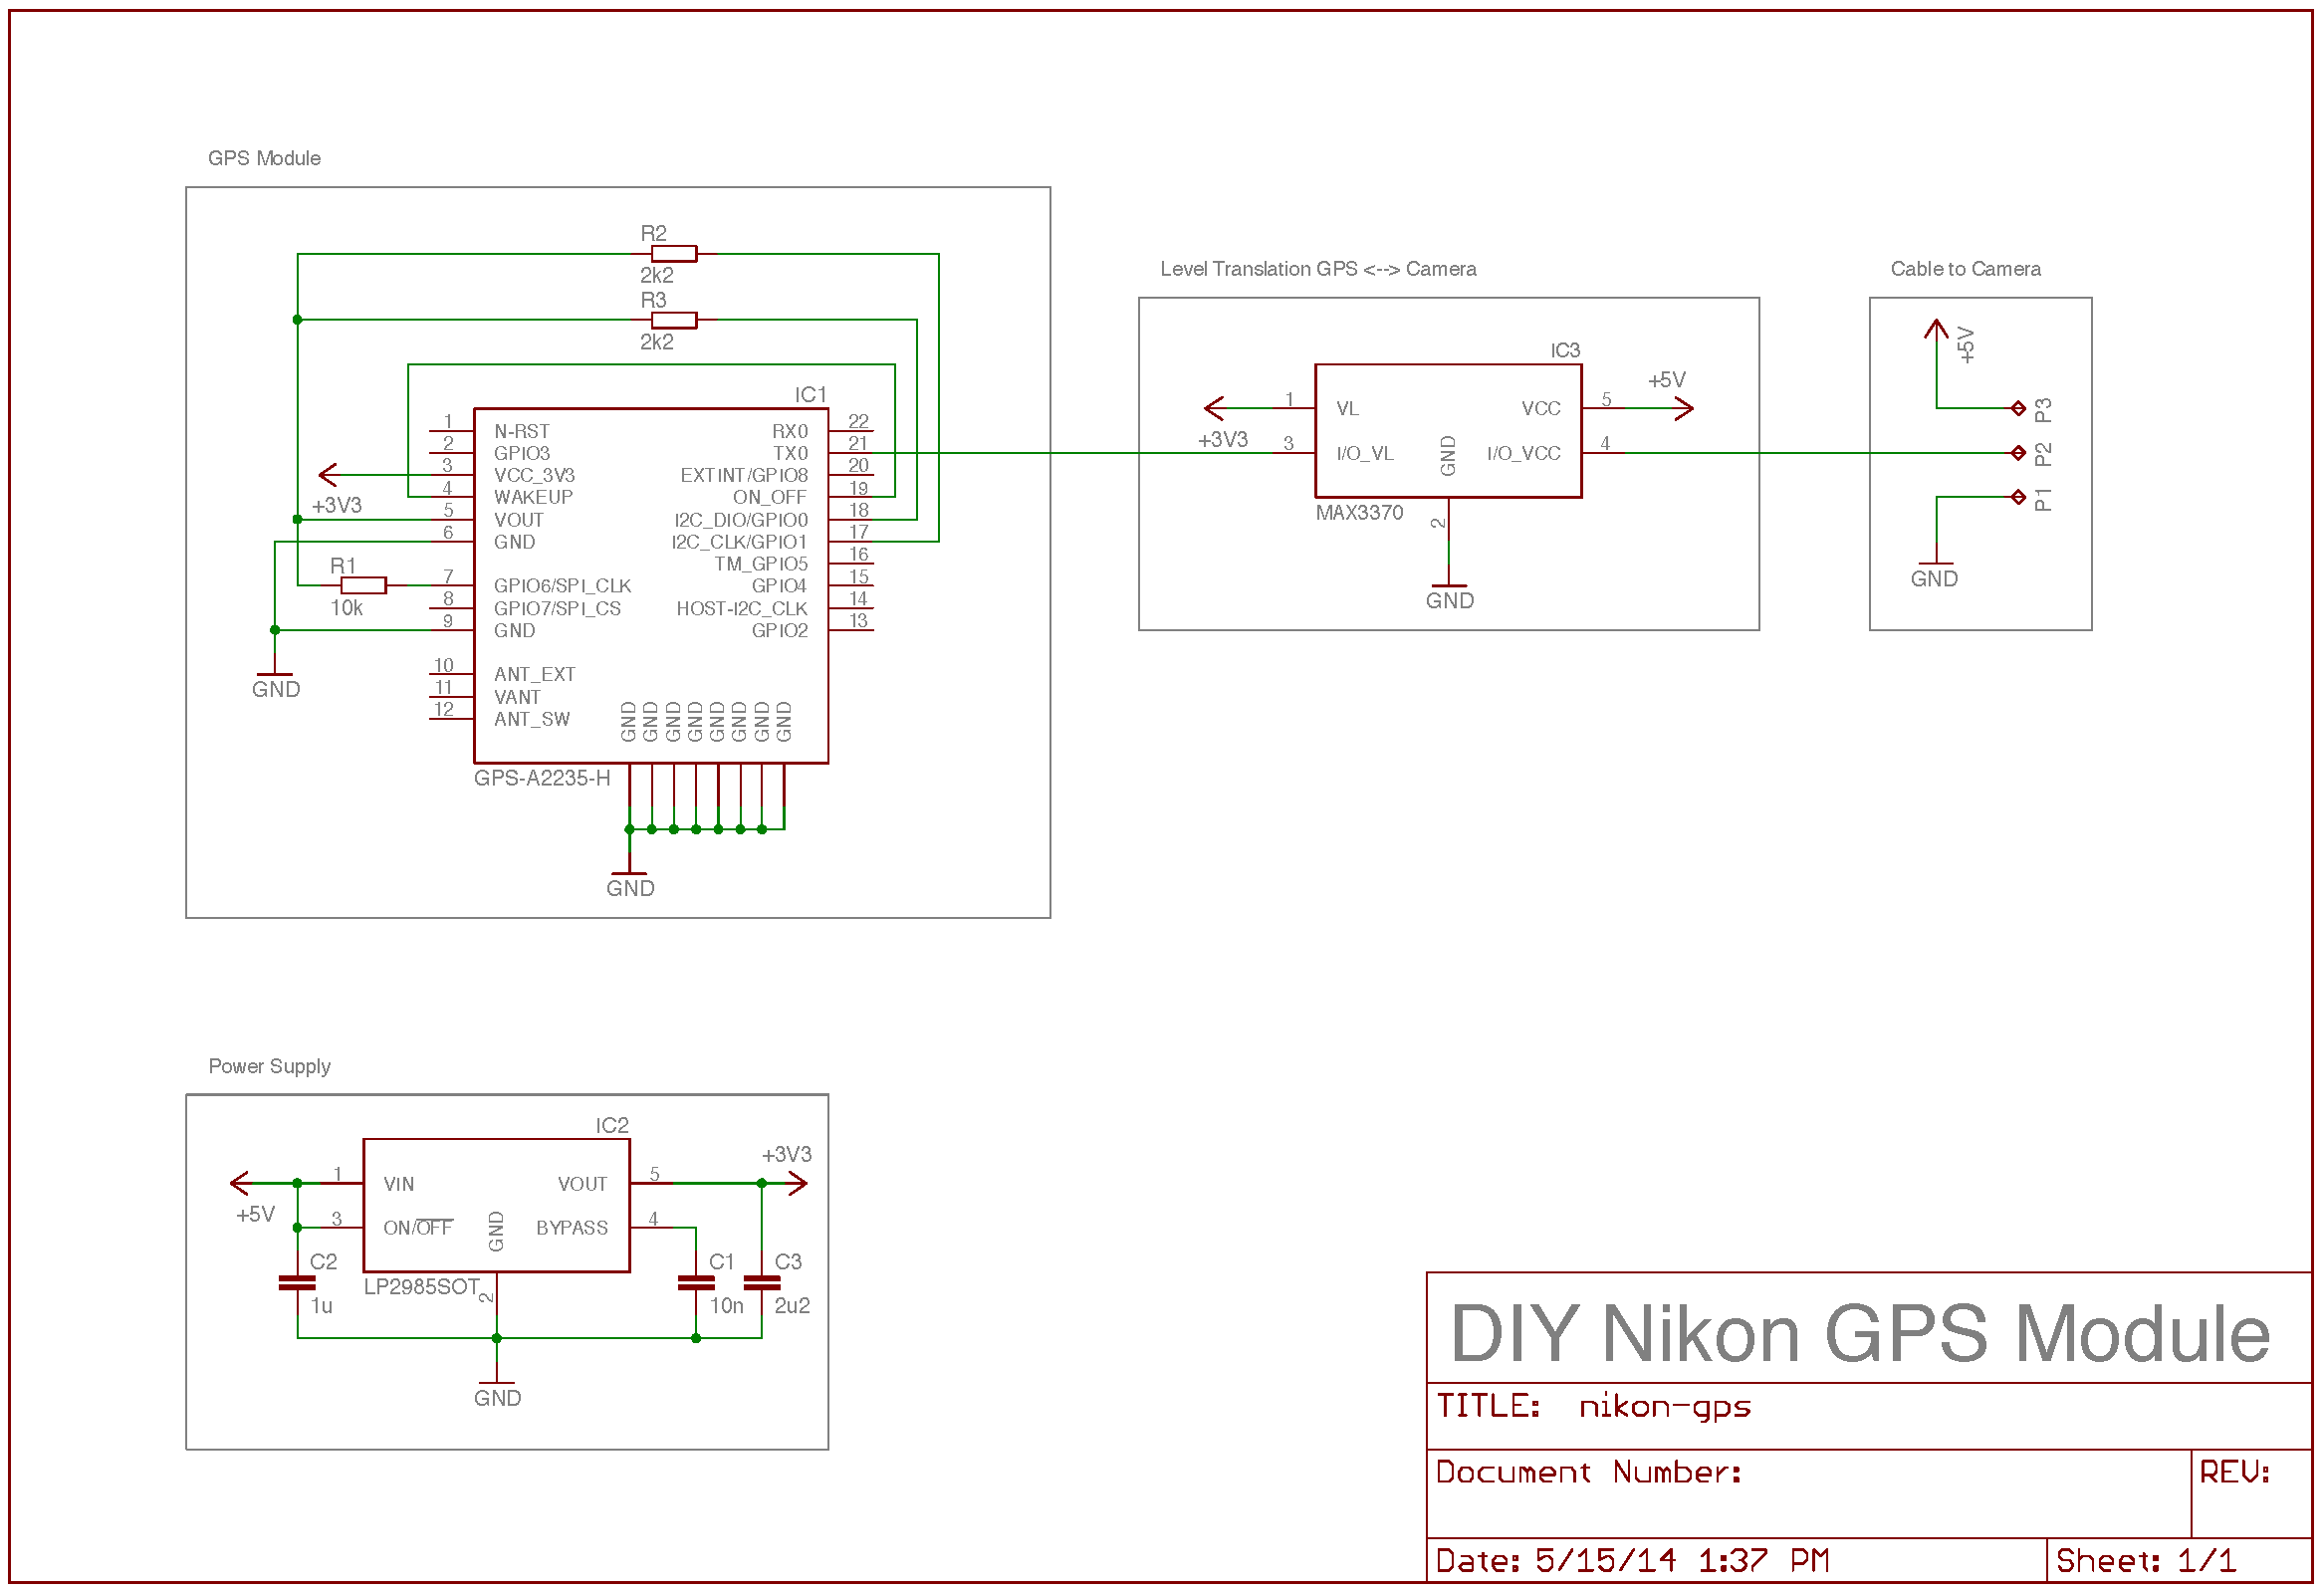 GPS Module
R2
2k2
R3
2k2
IC1
1 N-RST
2 GPIO3
3 VCC_3V3
4 WAKEUP
5 VOUT
6 GND
7 GPIO6/SPI_CLK
8 GPIO7/SPI_CS
9 GND
10 ANT_EXT
11 VANT
12 ANT_SW
RX0 22
TX0 21
EXTINT/GPIO8 20
ON_OFF 19
I2C_DIO/GPIO0 18
I2C_CLK/GPIO1 17
TM_GPIO5 16
GPIO4 15
HOST-I2C_CLK 14
GPIO2 13
+3V3
R1
10k
GND
GND GND GND GND GND GND GND GND
GPS-A2235-H
GND
Level Translation GPS <--> Camera
IC3
+5V
1 VL
VCC 5
+3V3
3 I/O_VL
GND
I/O_VCC 4
MAX3370
2
GND
Cable to Camera
+5V
P3
P2
P1
GND
Power Supply
IC2
+3V3
1 VIN
VOUT 5
+5V
3 ON/OFF
GND
BYPASS 4
C2
1u
LP2985SOT
2
C1
10n
C3
2u2
GND
DIY Nikon GPS Module
TITLE: nikon-gps
Document Number:
REV:
Date: 5/15/14 1:37 PM
Sheet: 1/1